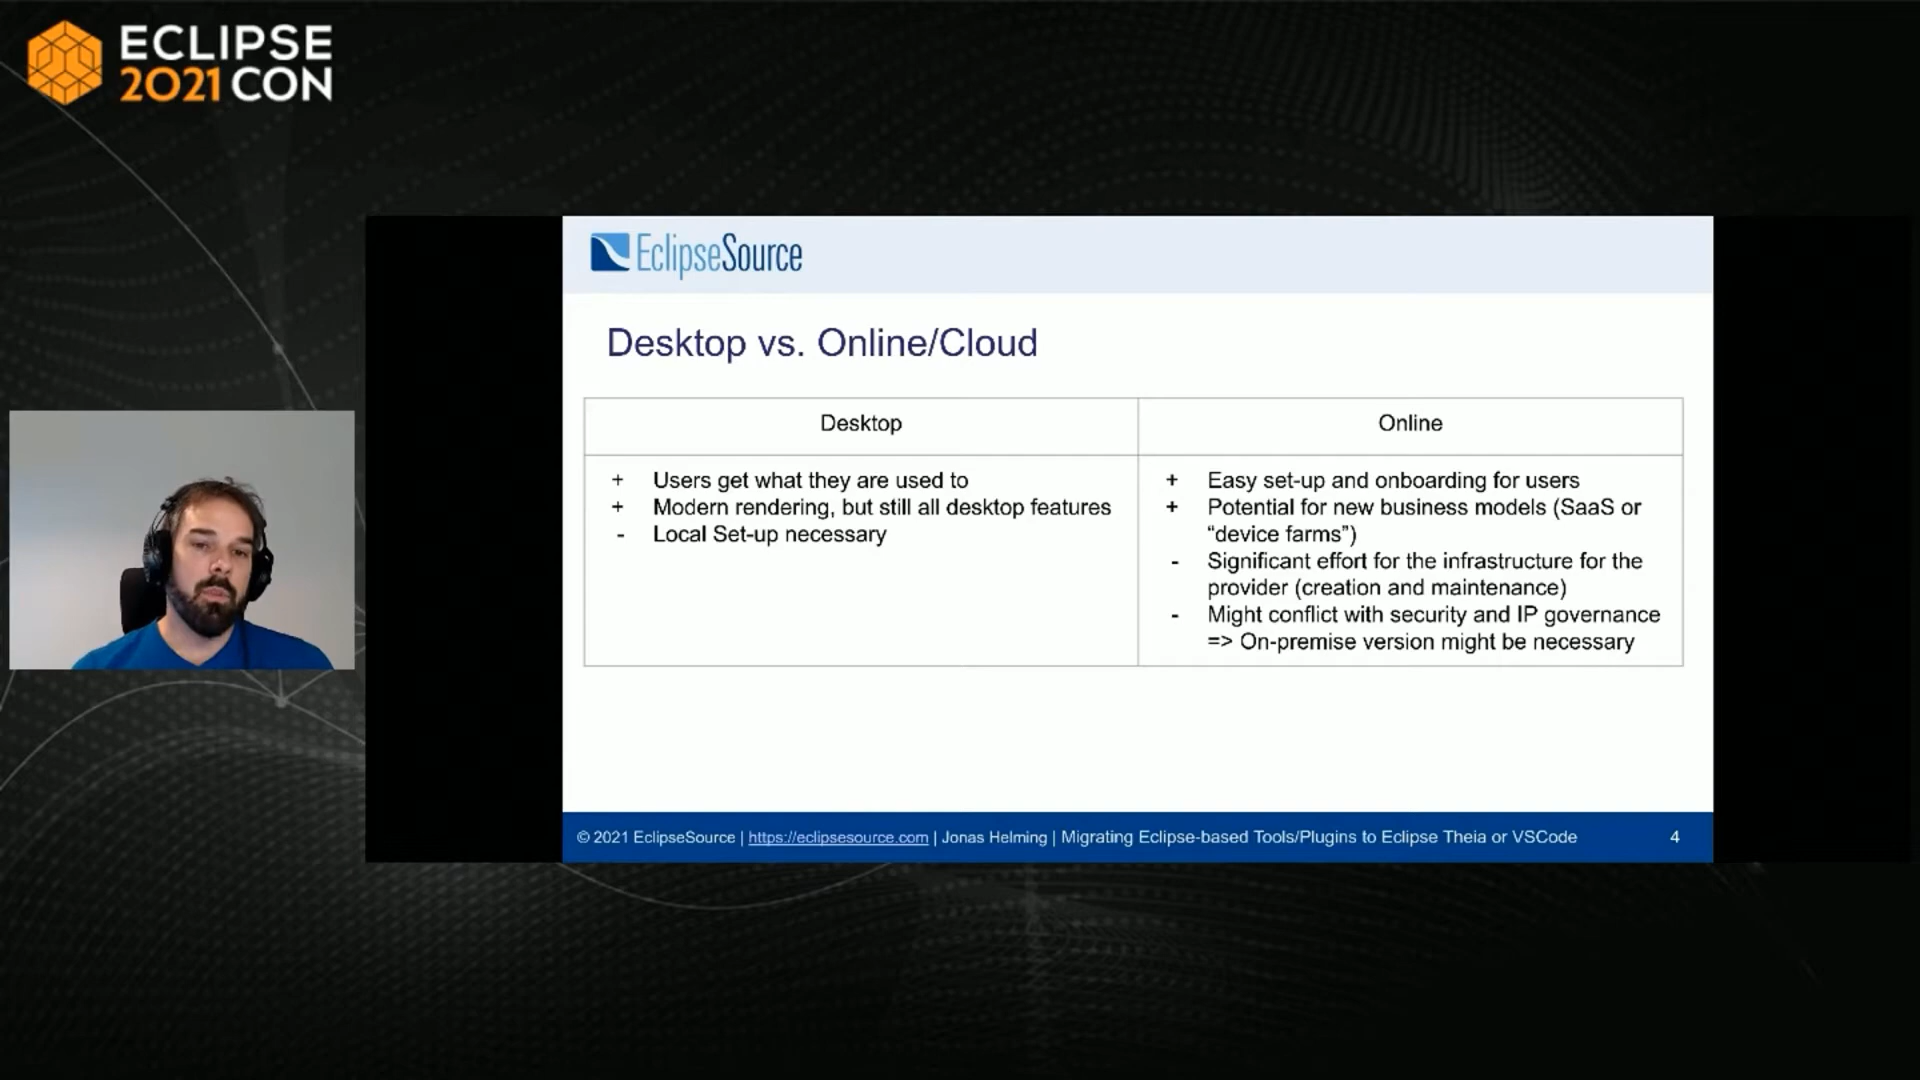 ECLIPSE
2021 CON
EclipseSource
Desktop vs. Online/Cloud
Desktop
Online
+ Users get what they are used to
+ Modern rendering, but still all desktop features
- Local Set-up necessary
+ Easy set-up and onboarding for users
+ Potential for new business models (SaaS or
“device farms”)
- Significant effort for the infrastructure for the
provider (creation and maintenance)
- Might conflict with security and IP governance
=> On-premise version might be necessary
© 2021 EclipseSource | https://eclipsesource.com | Jonas Helming | Migrating Eclipse-based Tools/Plugins to Eclipse Theia or VSCode
4